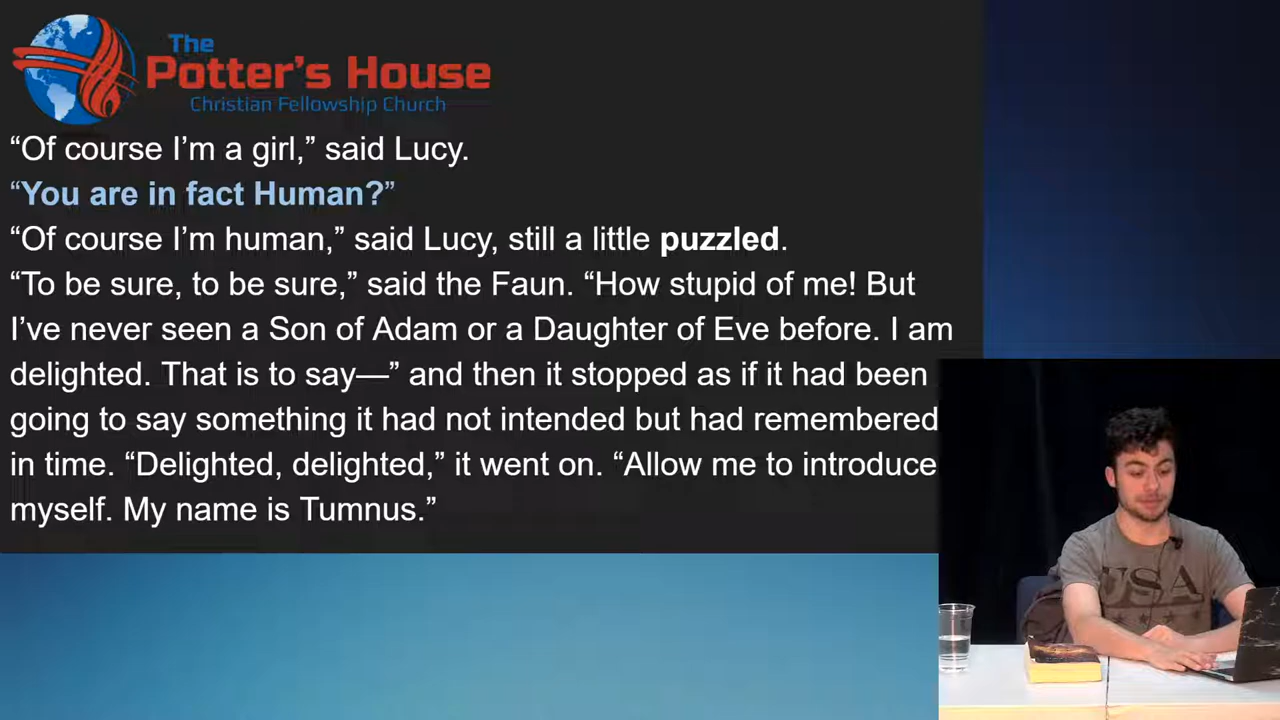 The
Potter's House
Christian Fellowship Church
“Of course I’m a girl,” said Lucy.
“You are in fact Human?”
“Of course I’m human,” said Lucy, still a little puzzled.
“To be sure, to be sure,” said the Faun. “How stupid of me! But
I’ve never seen a Son of Adam or a Daughter of Eve before. I am
delighted. That is to say—” and then it stopped as if it had been
going to say something it had not intended but had remembered
in time. “Delighted, delighted,” it went on. “Allow me to introduce
myself. My name is Tumnus.”
USA